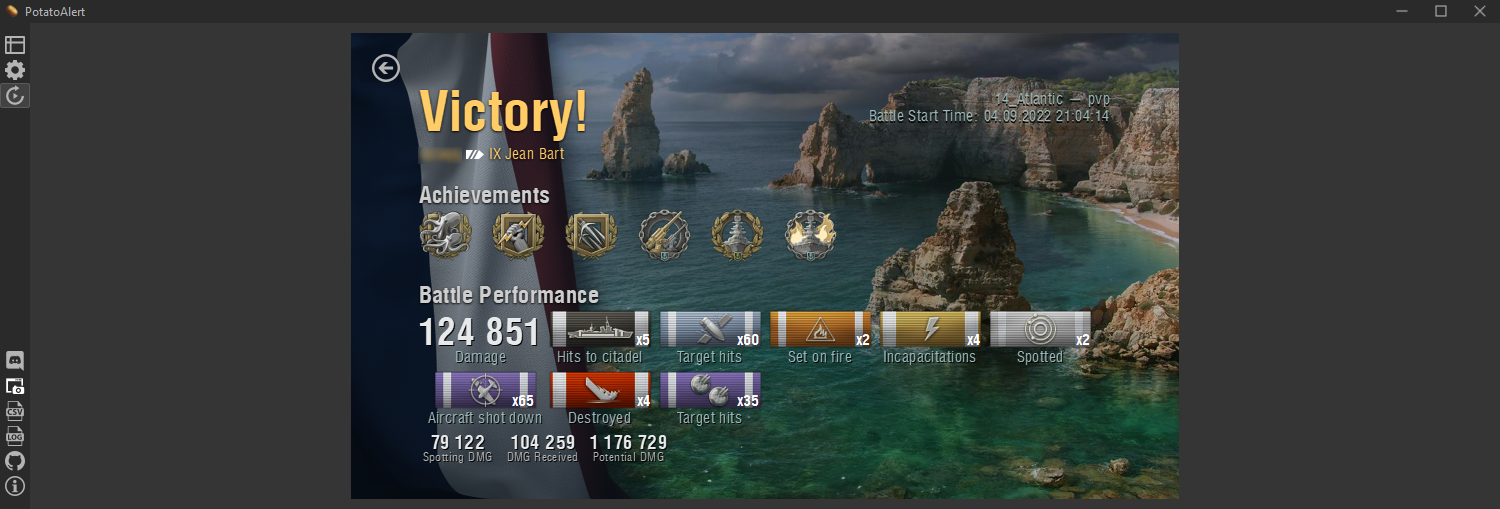 PotatoAlert
Victory!
14_Atlantic — pvp
Battle Start Time: 04.09.2022 21:04:14
IX Jean Bart
Achievements
Battle Performance
124 851 x5 x60 x2 x4 x2
Damage Hits to citadel Target hits Set on fire Incapacitations Spotted
x65 x4 x35
Aircraft shot down Destroyed Target hits
79 122 104 259 1 176 729
Spotting DMG DMG Received Potential DMG
CSV
LOG